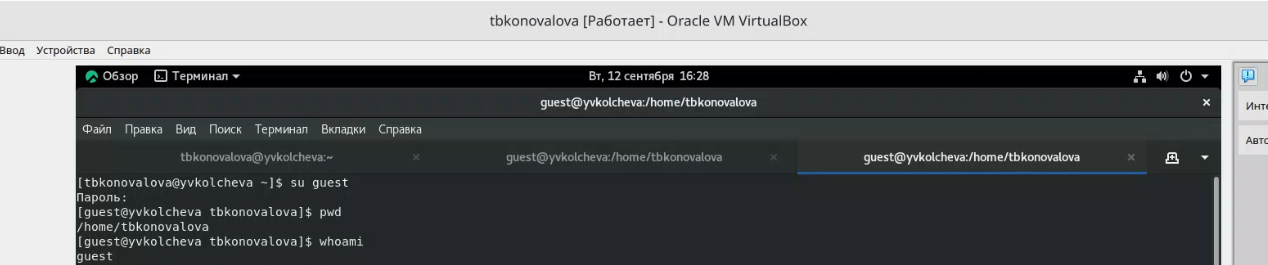 tbkonovalova [Работает] - Oracle VM VirtualBox
Ввод Устройства Справка
Обзор Терминал Вт, 12 сентября 16:28
guest@yvkolcheva:/home/tbkonovalova
Файл Правка Вид Поиск Терминал Вкладки Справка
tbkonovalova@yvkolcheva:~ guest@yvkolcheva:/home/tbkonovalova guest@yvkolcheva:/home/tbkonovalova
[tbkonovalova@yvkolcheva ~]$ su guest
Пароль:
[guest@yvkolcheva tbkonovalova]$ pwd
/home/tbkonovalova
[guest@yvkolcheva tbkonovalova]$ whoami
guest
Инте
Авто